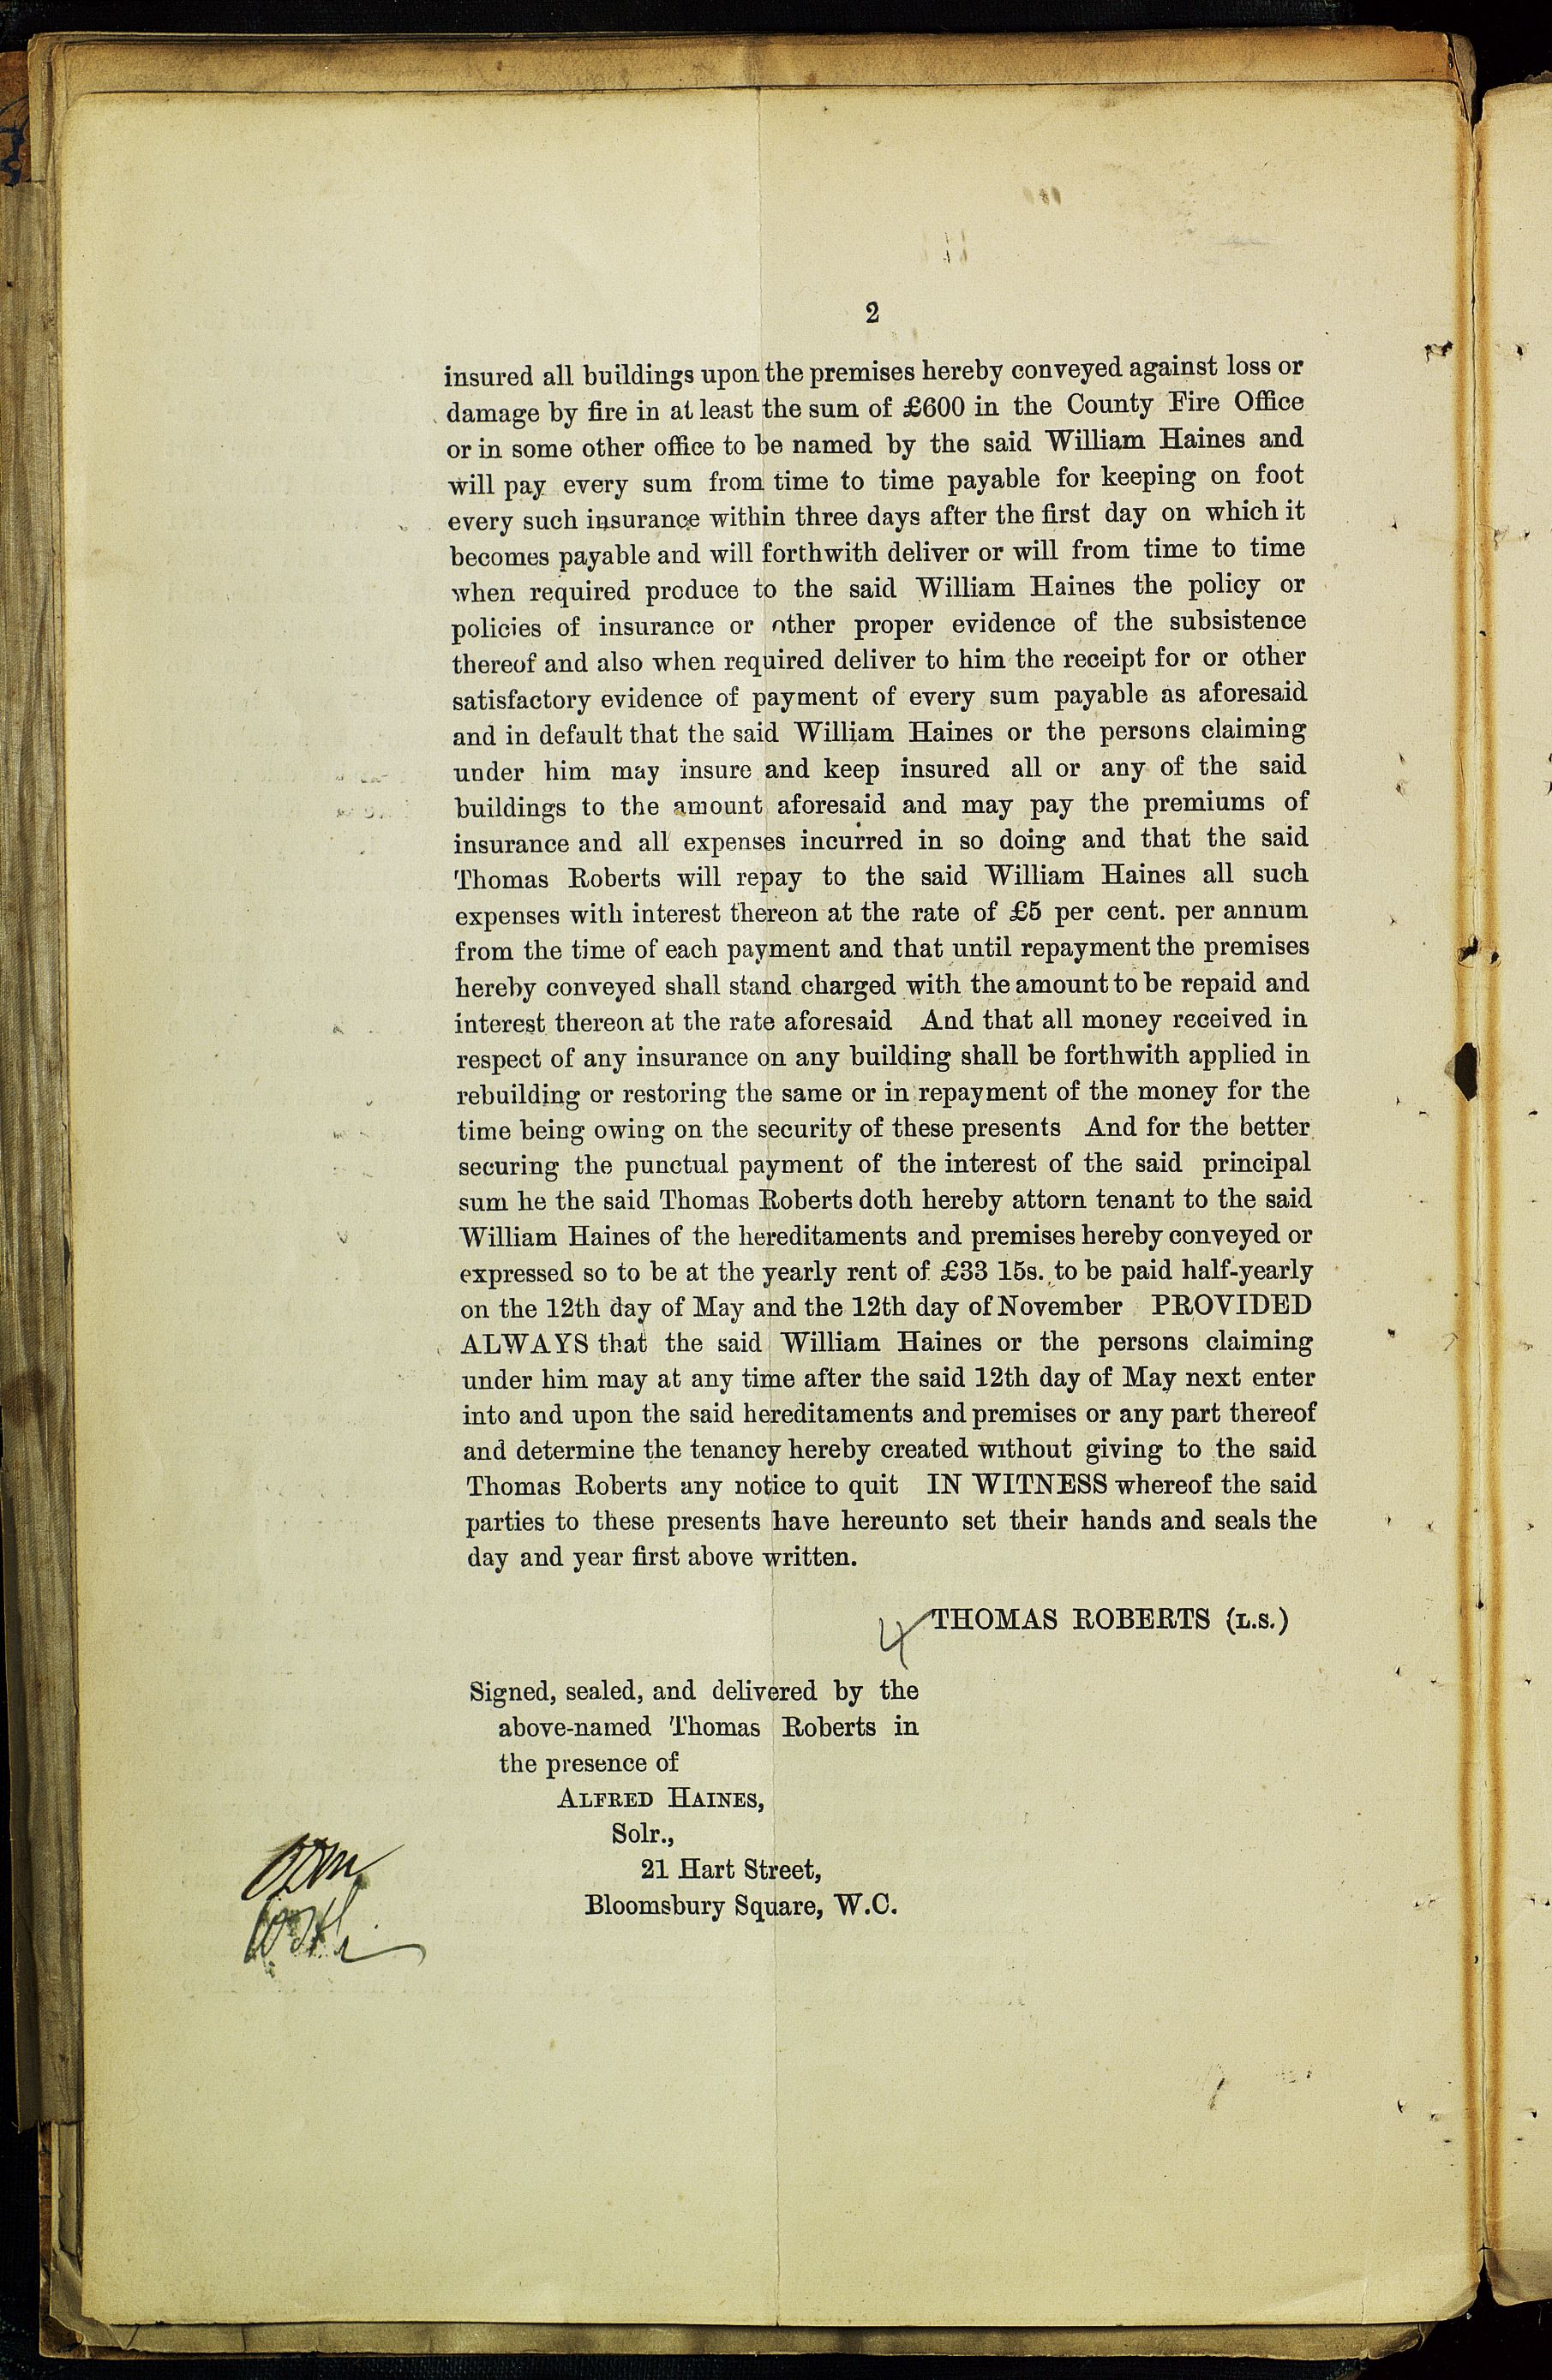 2
insured all buildings upon the premises hereby conveyed against loss or
damage by fire in at least the sum of £600 in the County Fire Office
or in some other office to be named by the said William Haines and
will pay every sum from time to time payable for keeping on foot
every such insurance within three days after the first day on which it
becomes payable and will forthwith deliver or will from time to time
when required produce to the said William Haines the policy or
policies of insurance or other proper evidence of the subsistence
thereof and also when required deliver to him the receipt for or other
satisfactory evidence of payment of every sum payable as aforesaid
and in default that the said William Haines or the persons claiming
under him may insure and keep insured all or any of the said
buildings to the amount aforesaid and may pay the premiums of
insurance and all expenses incurred in so doing and that the said
Thomas Roberts will repay to the said William Haines all such
expenses with interest thereon at the rate of £5 per cent. per annum
from the time of each payment and that until repayment the premises
hereby conveyed shall stand charged with the amount to be repaid and
interest thereon at the rate aforesaid And that all money received in
respect of any insurance on any building shall be forthwith applied in
rebuilding or restoring the same or in repayment of the money for the
time being owing on the security of these presents And for the better
securing the punctual payment of the interest of the said principal
sum he the said Thomas Roberts doth hereby attorn tenant to the said
William Haines of the hereditaments and premises hereby conveyed or
expressed so to be at the yearly rent of £33 15s. to be paid half-yearly
on the 12th day of May and the 12th day of November PROVIDED
ALWAYS that the said William Haines or the persons claiming
under him may at any time after the said 12th day of May next enter
into and upon the said hereditaments and premises or any part thereof
and determine the tenancy hereby created without giving to the said
Thomas Roberts any notice to quit IN WITNESS whereof the said
parties to these presents have hereunto set their hands and seals the
day and year first above written.
4 THOMAS ROBERTS (L.S.)
Signed, sealed, and delivered by the
above-named Thomas Roberts in
the presence of
ALFRED HAINES,
Solr.,
21 Hart Street,
Bloomsbury Square, W.C.